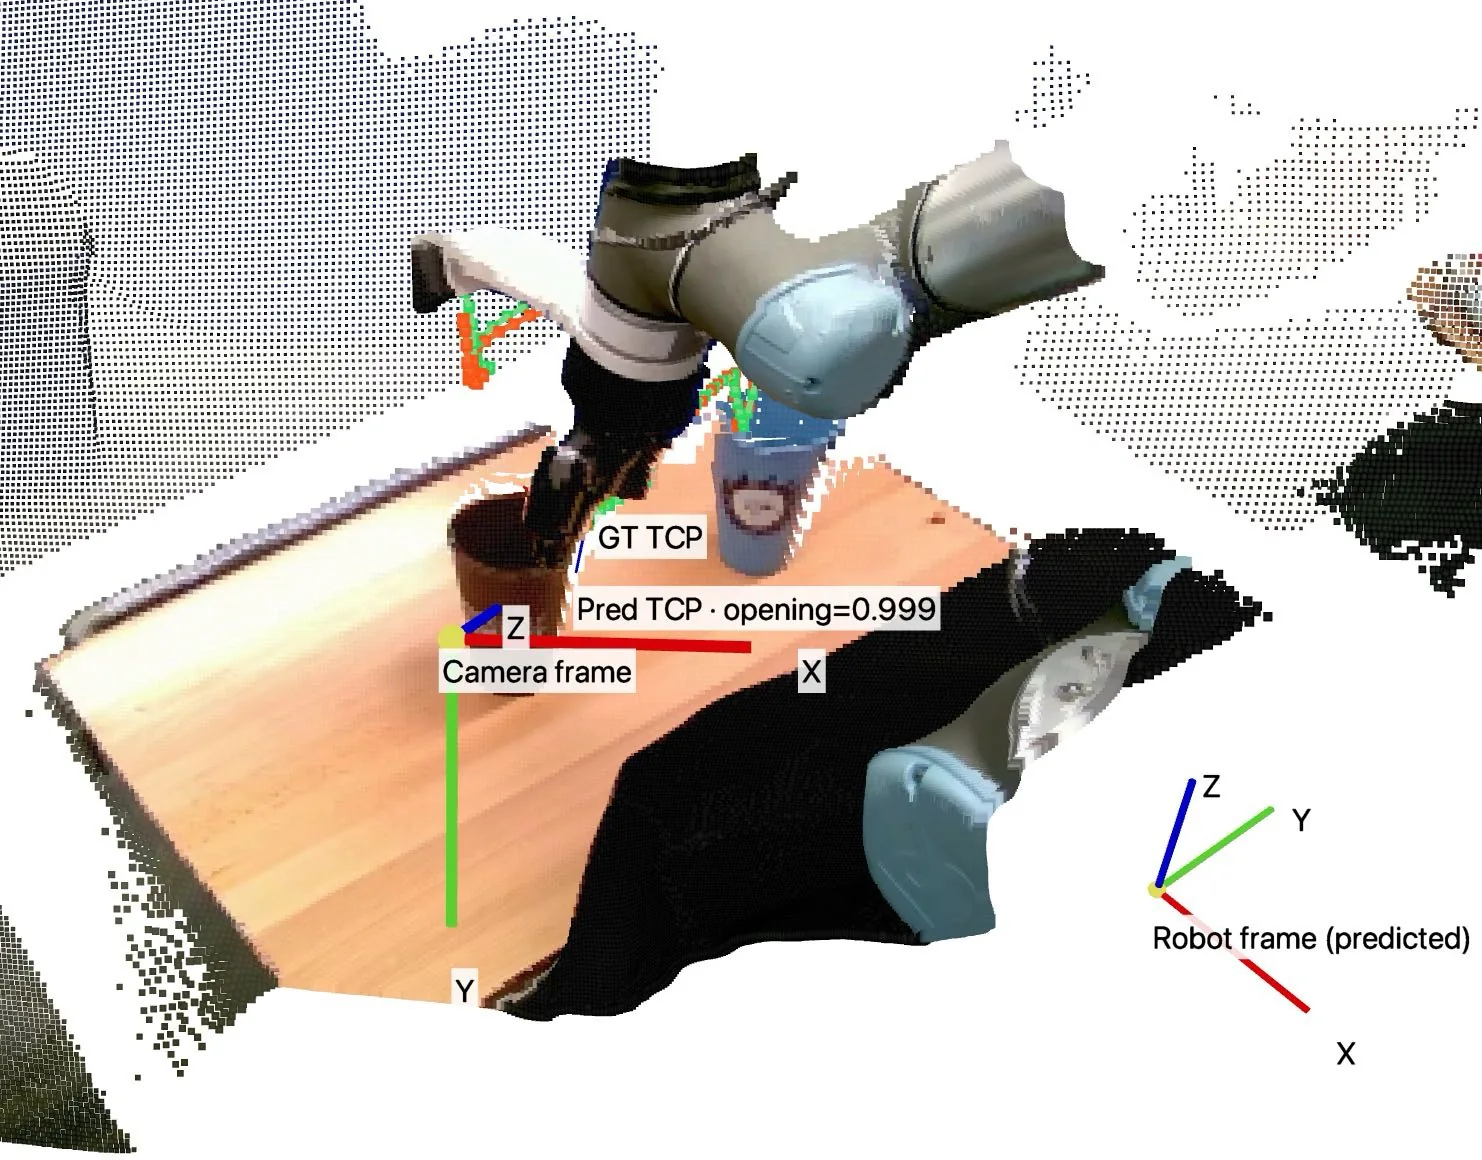 GT TCP
Pred TCP · opening=0.999
Z
Camera frame
X
Y
Z
Y
Robot frame (predicted)
X